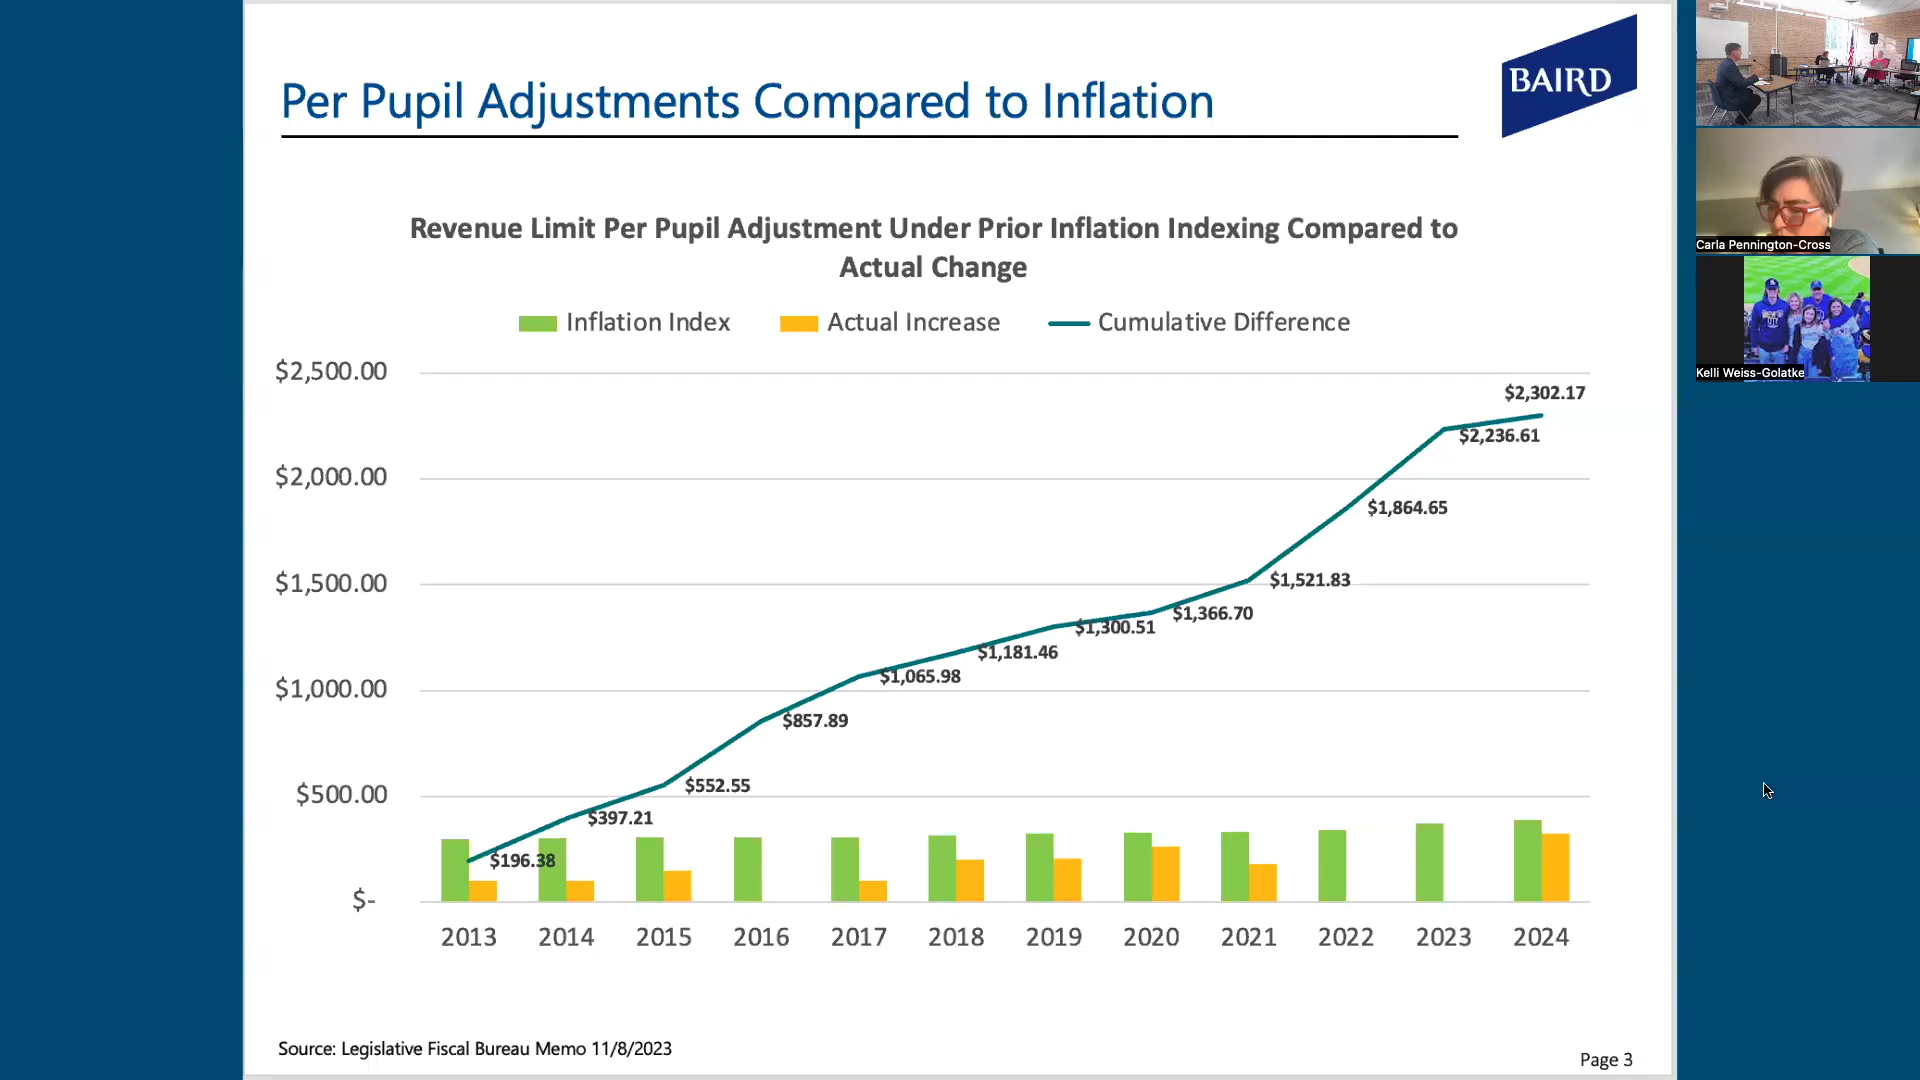 Per Pupil Adjustments Compared to Inflation
BAIRD
Revenue Limit Per Pupil Adjustment Under Prior Inflation Indexing Compared to
Actual Change
Inflation Index
Actual Increase
Cumulative Difference
$2,500.00
$2,000.00
$1,500.00
$1,000.00
$500.00
$-
$196.38
$397.21
$552.55
$857.89
$1,065.98
$1,181.46
$1,300.51
$1,366.70
$1,521.83
$1,864.65
$2,236.61
$2,302.17
2013 2014 2015 2016 2017 2018 2019 2020 2021 2022 2023 2024
Source: Legislative Fiscal Bureau Memo 11/8/2023
Page 3
Carla Pennington-Cross
Kelli Weiss-Golatke